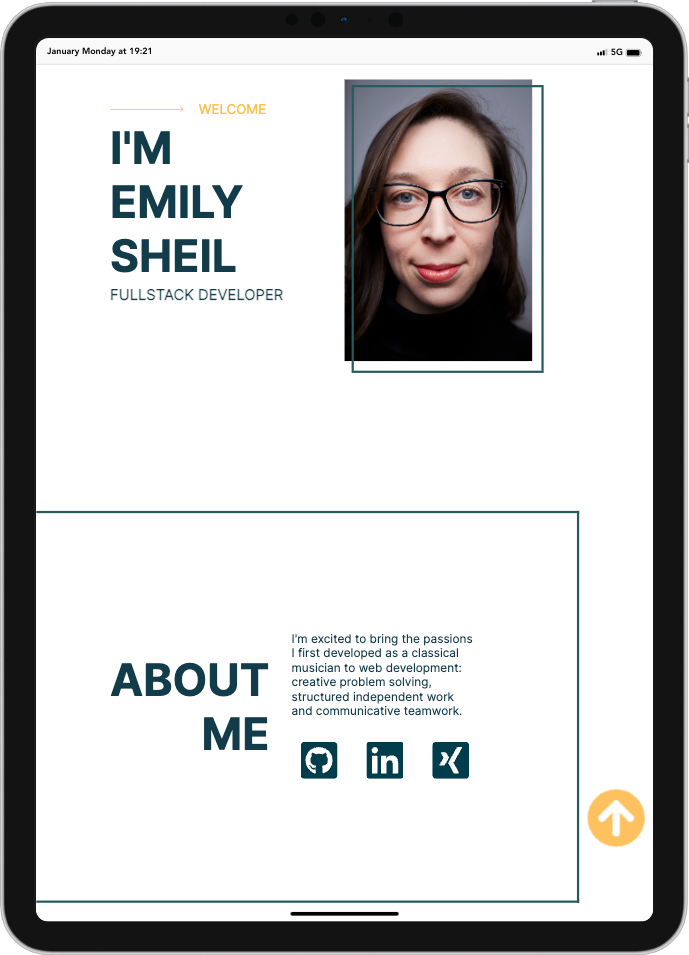 January Monday at 19:21
5G
WELCOME
I'M
EMILY
SHEIL
FULLSTACK DEVELOPER
ABOUT
ME
I'm excited to bring the passions
I first developed as a classical
musician to web development:
creative problem solving,
structured independent work
and communicative teamwork.
in